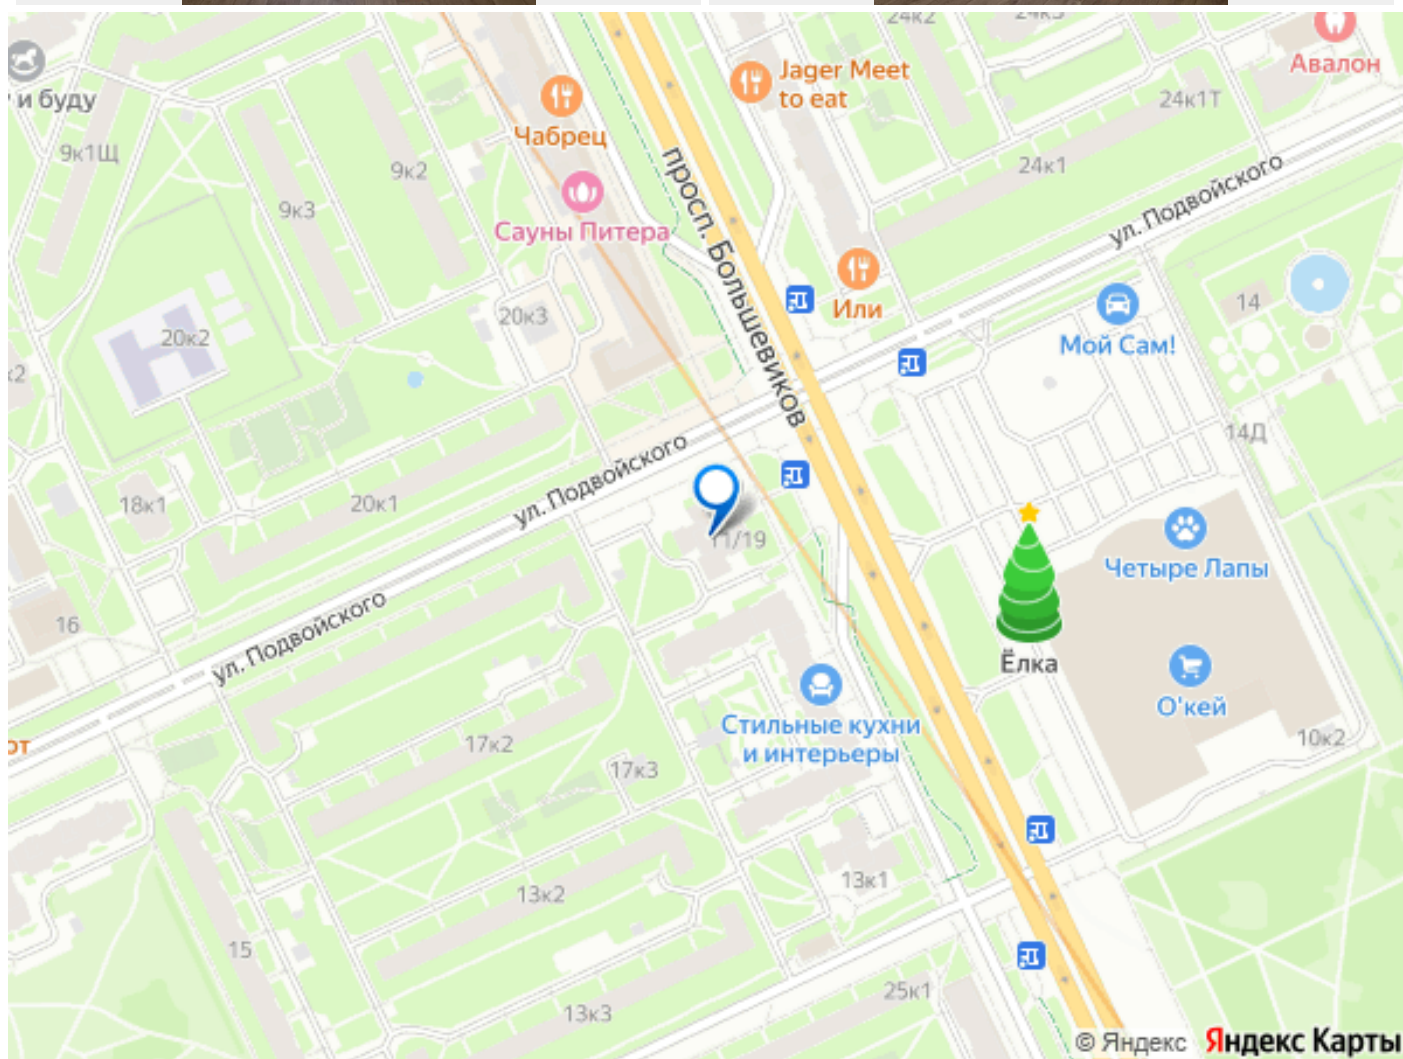 24к2
Jager Meet
to eat
Авалон
и буду
Чабрец
24к1Т
9к1Щ
9к2
24к1
9к3
Сауны Питера
просп. Большевиков
ул. Подвойского
20к2
20к3
Или
14
Мой Сам!
14Д
ул. Подвойского
18к1
20к1
11/19
Четыре Лапы
16
ул. Подвойского
Ёлка
О'кей
Стильные кухни
и интерьеры
17к2
17к3
10к2
13к2
13к1
15
13к3
25к1
© Яндекс
Яндекс Карты